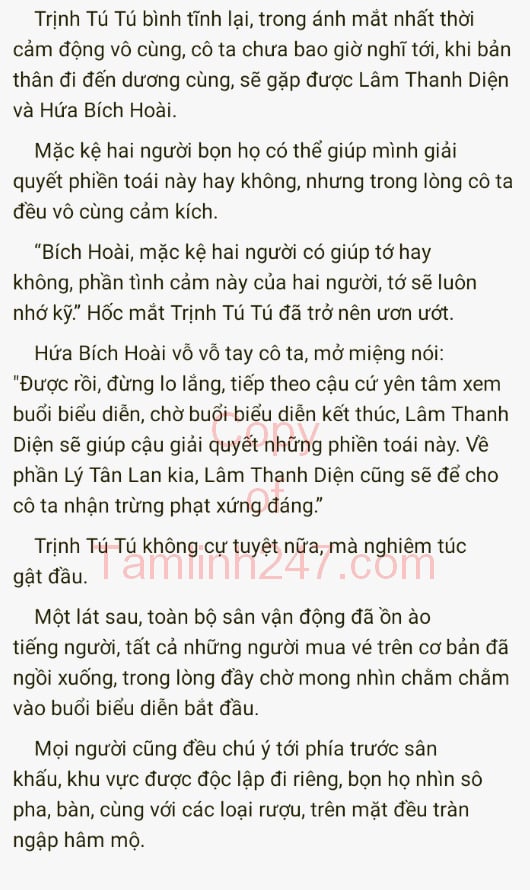 Trịnh Tú Tú bình tĩnh lại, trong ánh mắt nhất thời
cảm động vô cùng, cô ta chưa bao giờ nghĩ tới, khi bản
thân đi đến dương cùng, sẽ gặp được Lâm Thanh Diện
và Hứa Bích Hoài.
Mặc kệ hai người bọn họ có thể giúp mình giải
quyết phiền toái này hay không, nhưng trong lòng cô ta
đều vô cùng cảm kích.
“Bích Hoài, mặc kệ hai người có giúp tớ hay
không, phần tình cảm này của hai người, tớ sẽ luôn
nhớ kỹ.” Hốc mắt Trịnh Tú Tú đã trở nên ươn ướt.
Hứa Bích Hoài vỗ vỗ tay cô ta, mở miệng nói:
"Được rồi, đừng lo lắng, tiếp theo cậu cứ yên tâm xem
buổi biểu diễn, chờ buổi biểu diễn kết thúc, Lâm Thanh
Diện sẽ giúp cậu giải quyết những phiền toái này. Về
phần Lý Tân Lan kia, Lâm Thanh Diện cũng sẽ để cho
cô ta nhận trừng phạt xứng đáng.”
Trịnh Tú Tú không cự tuyệt nữa, mà nghiêm túc
gật đầu.
Một lát sau, toàn bộ sân vận động đã ồn ào
tiếng người, tất cả những người mua vé trên cơ bản đã
ngồi xuống, trong lòng đầy chờ mong nhìn chằm chằm
vào buổi biểu diễn bắt đầu.
Mọi người cũng đều chú ý tới phía trước sân
khấu, khu vực được độc lập đi riêng, bọn họ nhìn sô
pha, bàn, cùng với các loại rượu, trên mặt đều tràn
ngập hâm mộ.
Copy
of
Tamlinh247.com